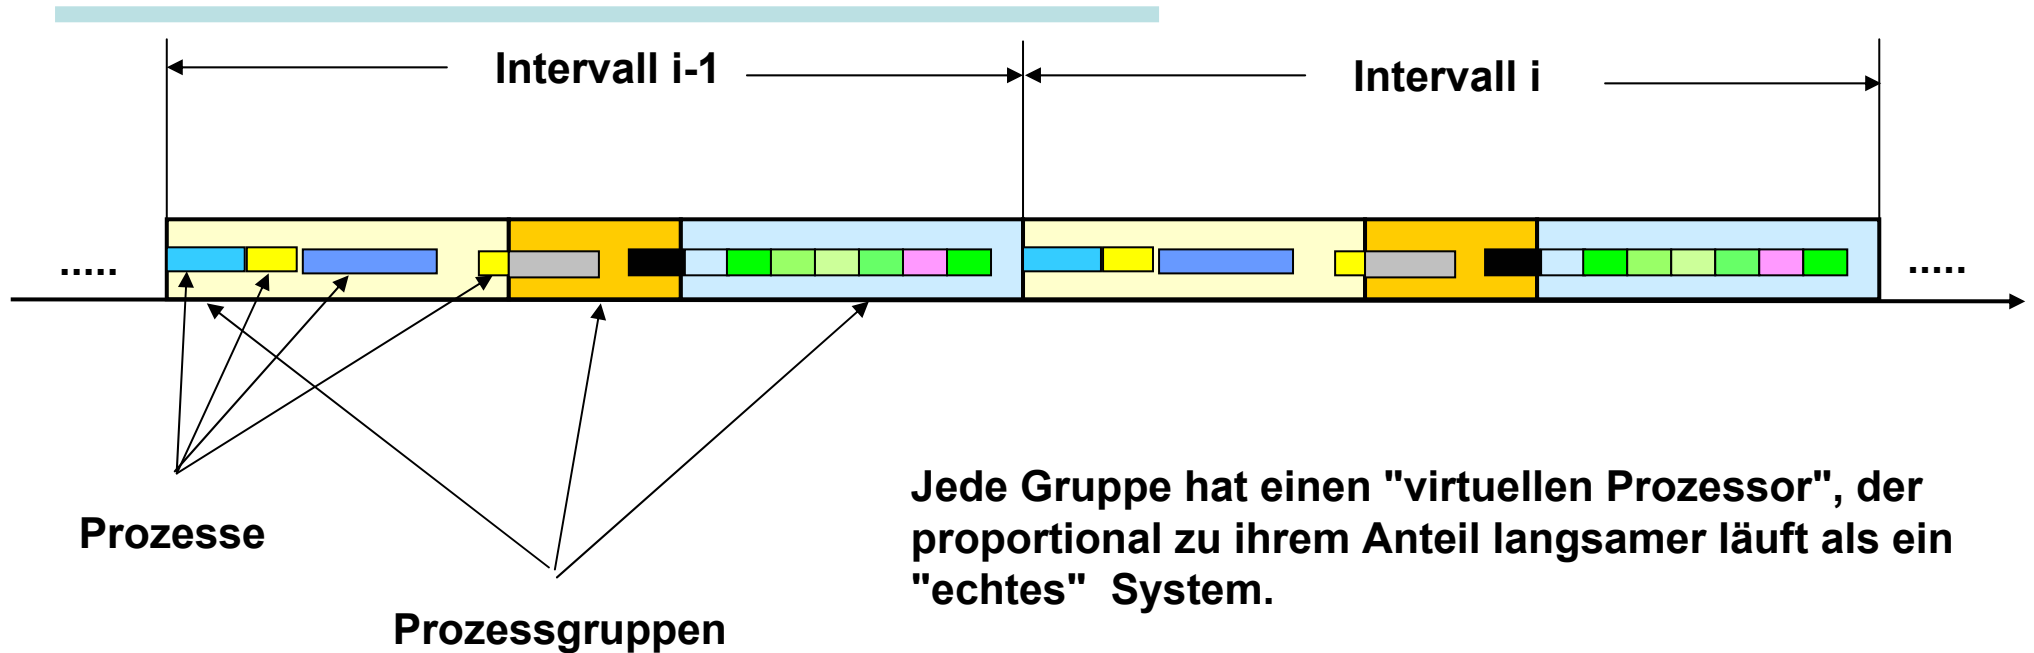 Intervall i-1
Intervall i
.....
.....
Prozesse
Prozessgruppen
Jede Gruppe hat einen "virtuellen Prozessor", der
proportional zu ihrem Anteil langsamer läuft als ein
"echtes" System.